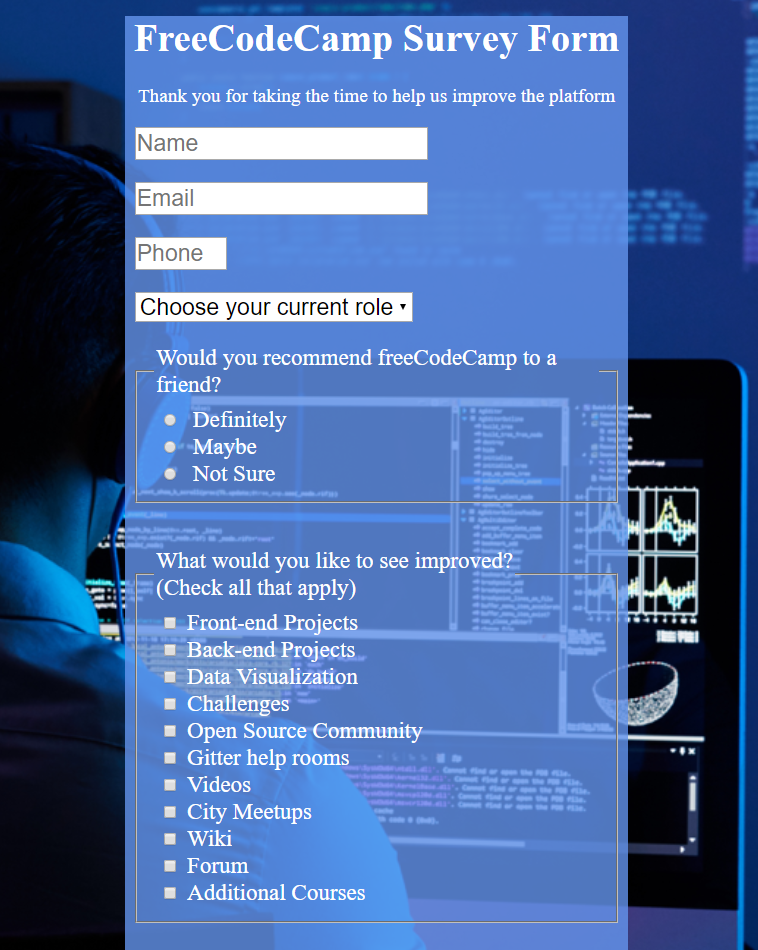 FreeCodeCamp Survey Form
Thank you for taking the time to help us improve the platform
Name
Email
Phone
Choose your current role
Would you recommend freeCodeCamp to a
friend?
Definitely
Maybe
Not Sure
What would you like to see improved?
(Check all that apply)
Front-end Projects
Back-end Projects
Data Visualization
Challenges
Open Source Community
Gitter help rooms
Videos
City Meetups
Wiki
Forum
Additional Courses